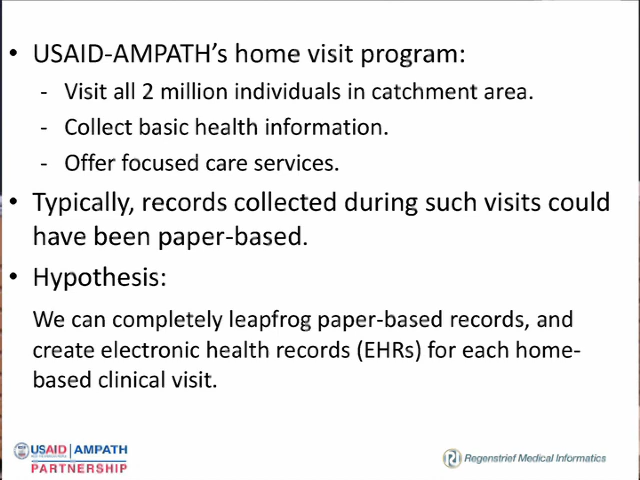 • USAID-AMPATH’s home visit program:
- Visit all 2 million individuals in catchment area.
- Collect basic health information.
- Offer focused care services.
• Typically, records collected during such visits could
have been paper-based.
• Hypothesis:
We can completely leapfrog paper-based records, and
create electronic health records (EHRs) for each home-
based clinical visit.
USAID | AMPATH
PARTNERSHIP
Regenstrief Medical Informatics